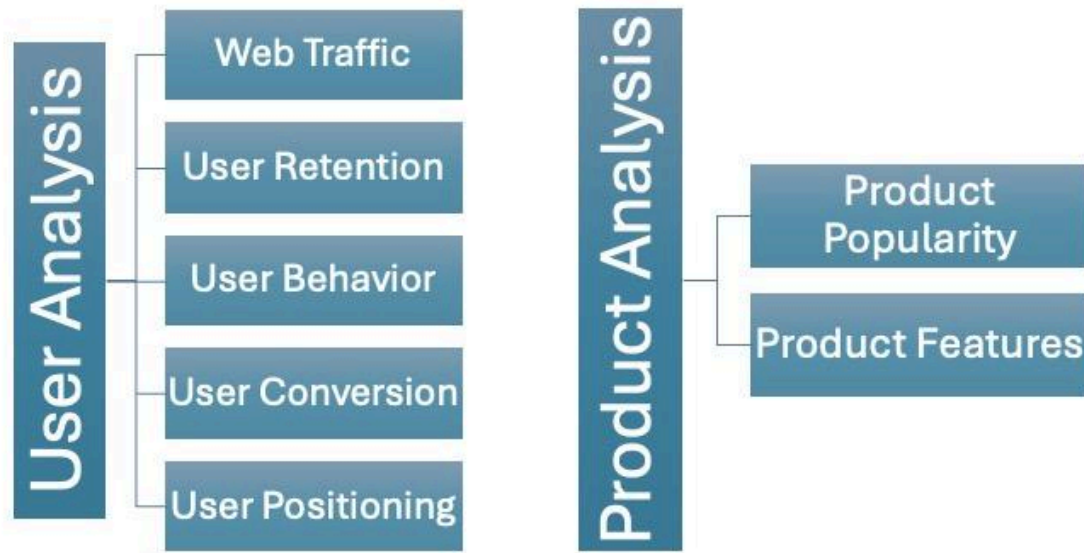 User Analysis
Web Traffic
User Retention
User Behavior
User Conversion
User Positioning
Product Analysis
Product
Popularity
Product Features